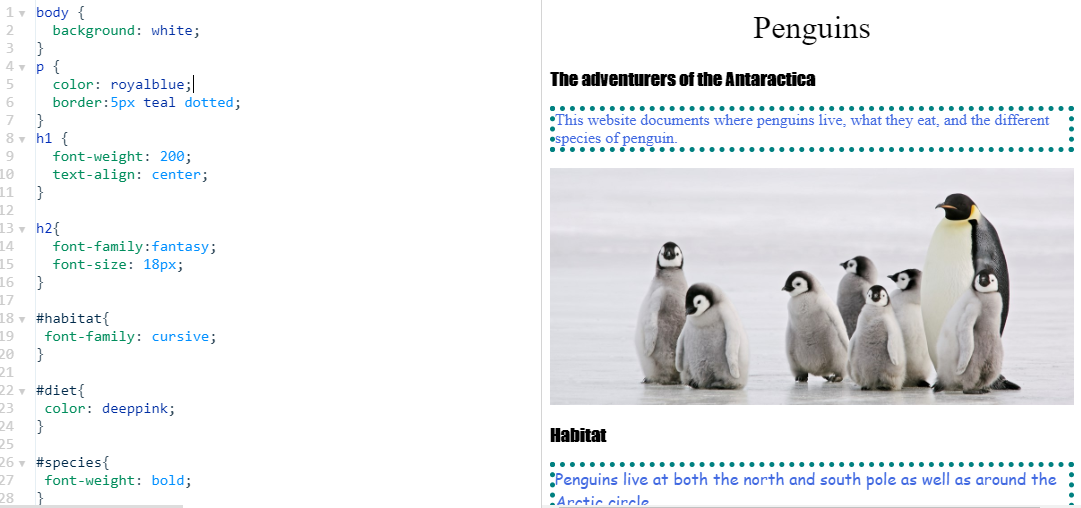 1 body {
2 background: white;
3 }
4 p {
5 color: royalblue;
6 border:5px teal dotted;
7 }
8 h1 {
9 font-weight: 200;
10 text-align: center;
11 }
12
13 h2{
14 font-family:fantasy;
15 font-size: 18px;
16 }
17
18 #habitat{
19 font-family: cursive;
20 }
21
22 #diet{
23 color: deeppink;
24 }
25
26 #species{
27 font-weight: bold;
28 }
Penguins
The adventurers of the Antaractica
This website documents where penguins live, what they eat, and the different
species of penguin.
Habitat
Penguins live at both the north and south pole as well as around the
Arctic circle